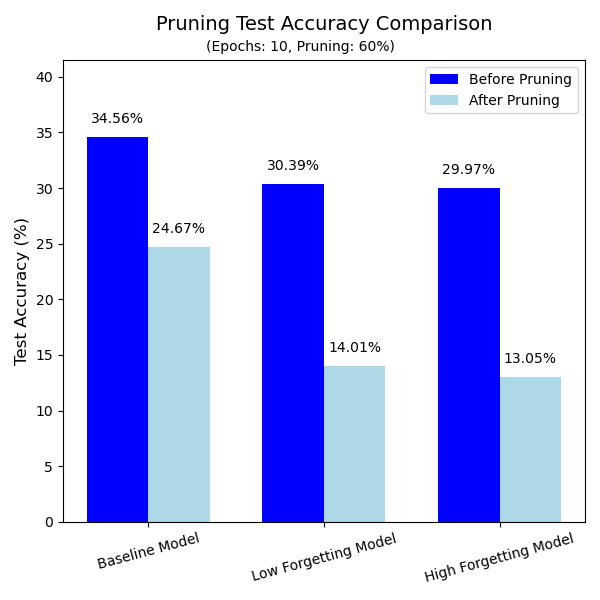 Pruning Test Accuracy Comparison
(Epochs: 10, Pruning: 60%)
Before Pruning
After Pruning
Test Accuracy (%)
40
35
30
25
20
15
10
5
0
34.56%
24.67%
30.39%
14.01%
29.97%
13.05%
Baseline Model
Low Forgetting Model
High Forgetting Model